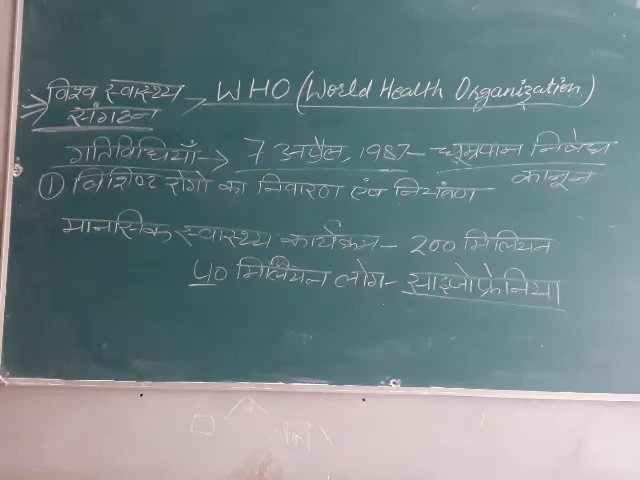 ⇒ विश्व स्वास्थ्य संगठन → WHO (World Health Organization)
गतिविधियाँ → 7 अप्रैल, 1987 – धुम्रपान निषेध कानून
① विशिष्ट रोगो का निवारण एंव नियंत्रण
मानसिक स्वास्थ्य कार्यक्रम – 200 मिलियन
५0 मिलियन लोग – साइजोफ्रेनिया